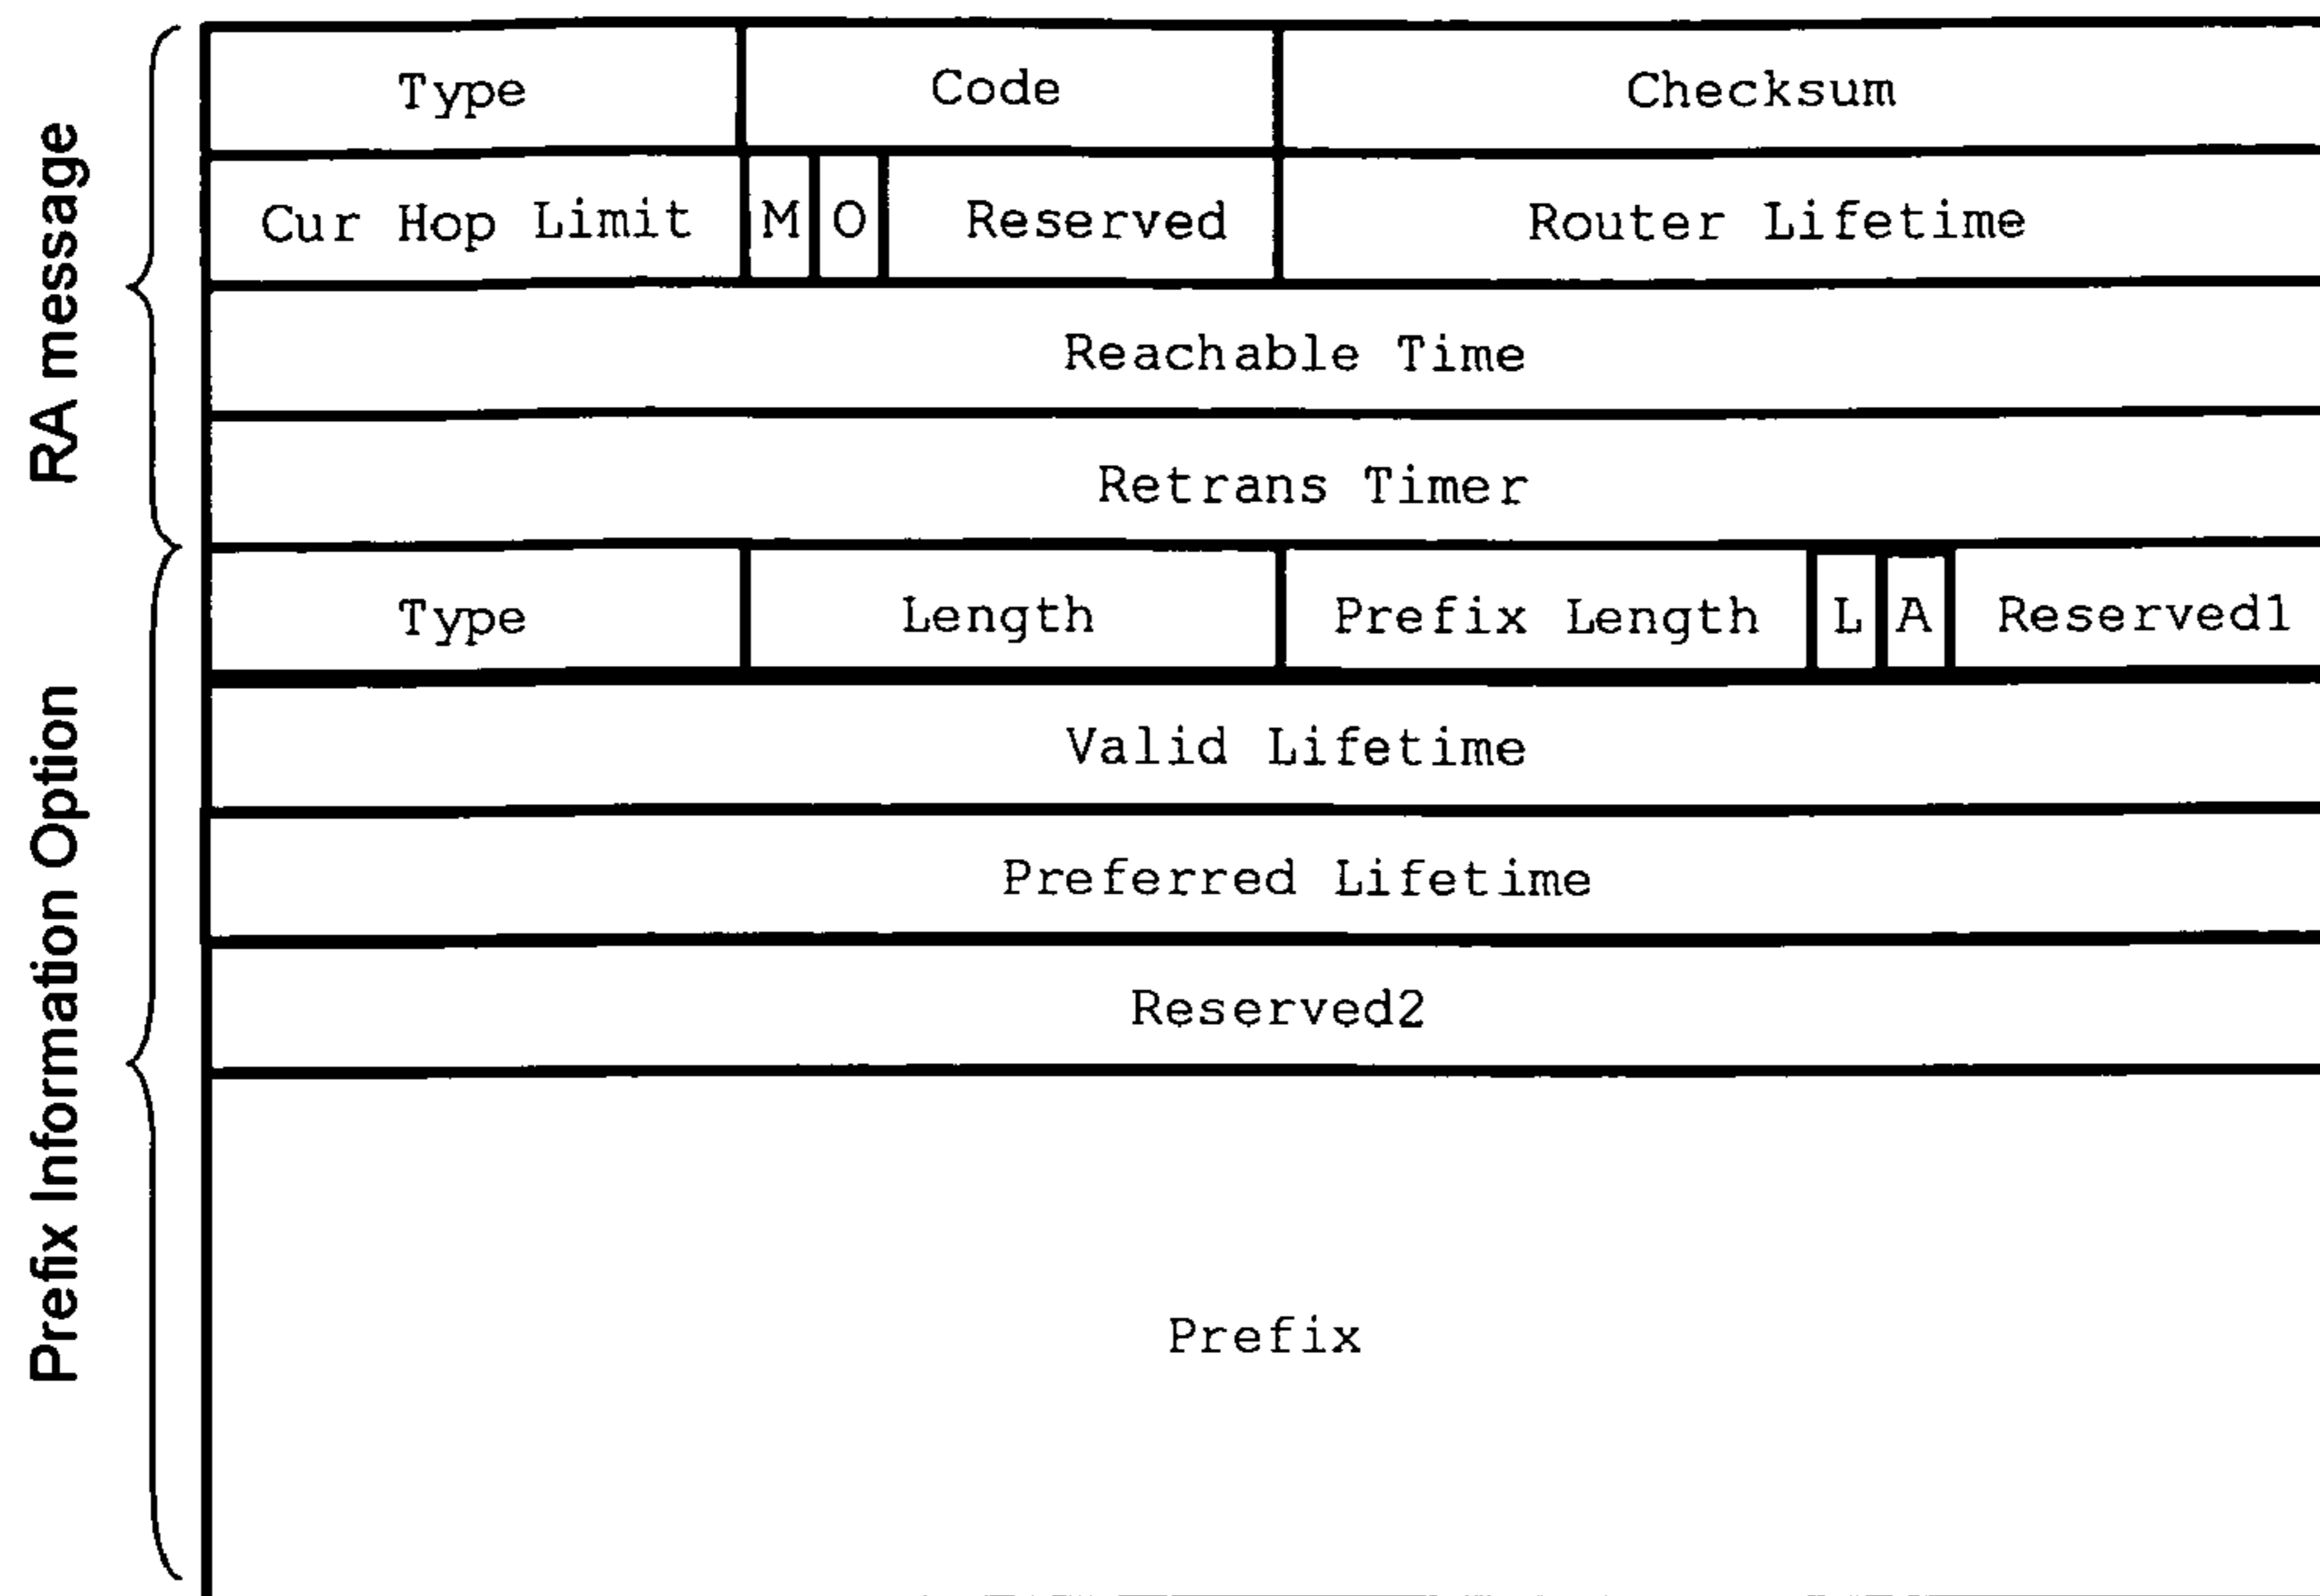 RA message
Type Code Checksum
Cur Hop Limit M O Reserved Router Lifetime
Reachable Time
Retrans Timer
Prefix Information Option
Type Length Prefix Length L A Reserved1
Valid Lifetime
Preferred Lifetime
Reserved2
Prefix